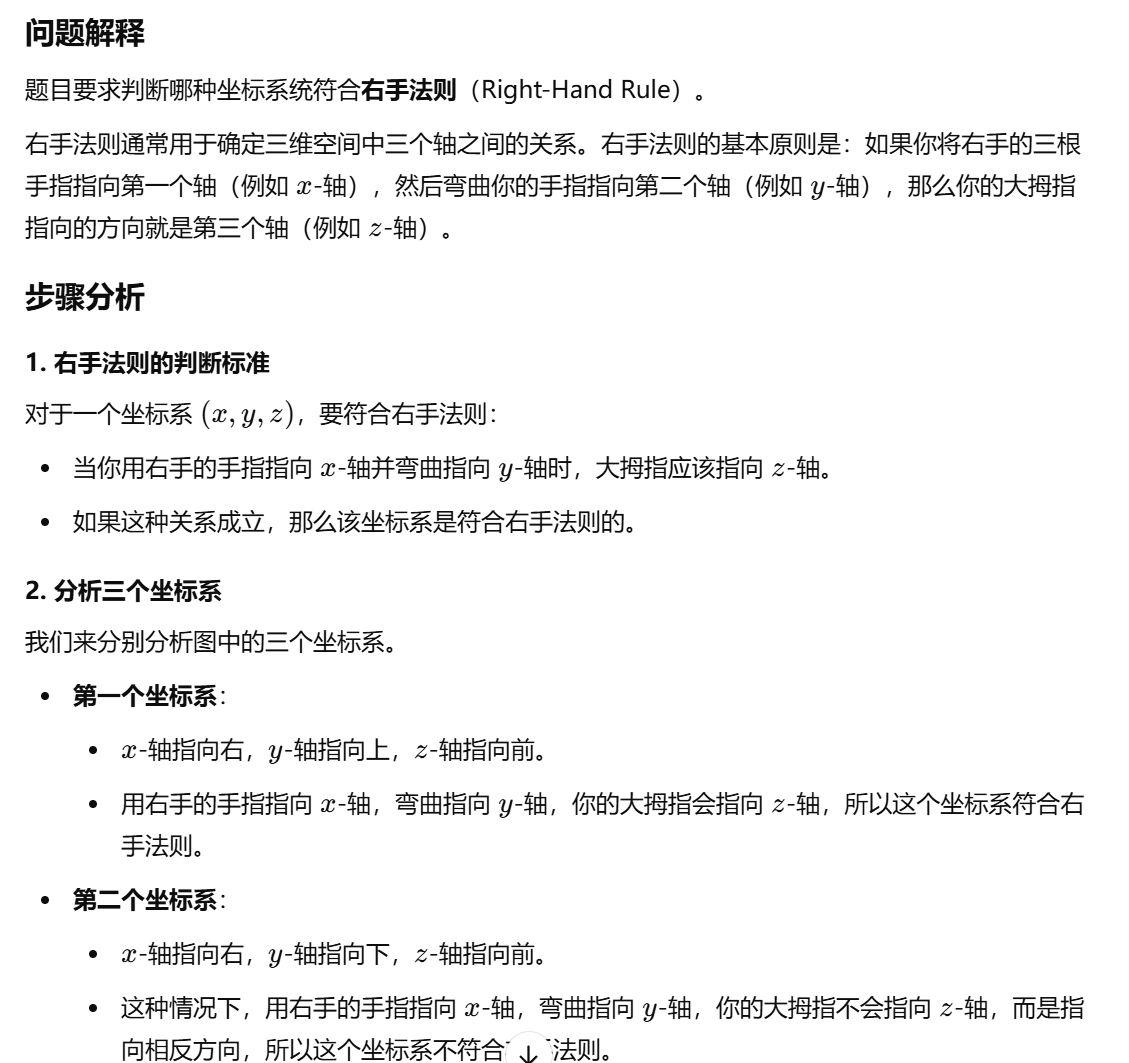 问题解释
题目要求判断哪种坐标系统符合右手法则（Right-Hand Rule）。
右手法则通常用于确定三维空间中三个轴之间的关系。右手法则的基本原则是：如果你将右手的三根
手指指向第一个轴（例如 x-轴），然后弯曲你的手指指向第二个轴（例如 y-轴），那么你的大拇指
指向的方向就是第三个轴（例如 z-轴）。
步骤分析
1. 右手法则的判断标准
对于一个坐标系 (x, y, z)，要符合右手法则：
• 当你用右手的手指指向 x-轴并弯曲指向 y-轴时，大拇指应该指向 z-轴。
• 如果这种关系成立，那么该坐标系是符合右手法则的。
2. 分析三个坐标系
我们来分别分析图中的三个坐标系。
• 第一个坐标系：
• x-轴指向右，y-轴指向上，z-轴指向前。
• 用右手的手指指向 x-轴，弯曲指向 y-轴，你的大拇指会指向 z-轴，所以这个坐标系符合右
手法则。
• 第二个坐标系：
• x-轴指向右，y-轴指向下，z-轴指向前。
• 这种情况下，用右手的手指指向 x-轴，弯曲指向 y-轴，你的大拇指不会指向 z-轴，而是指
向相反方向，所以这个坐标系不符合 法则。